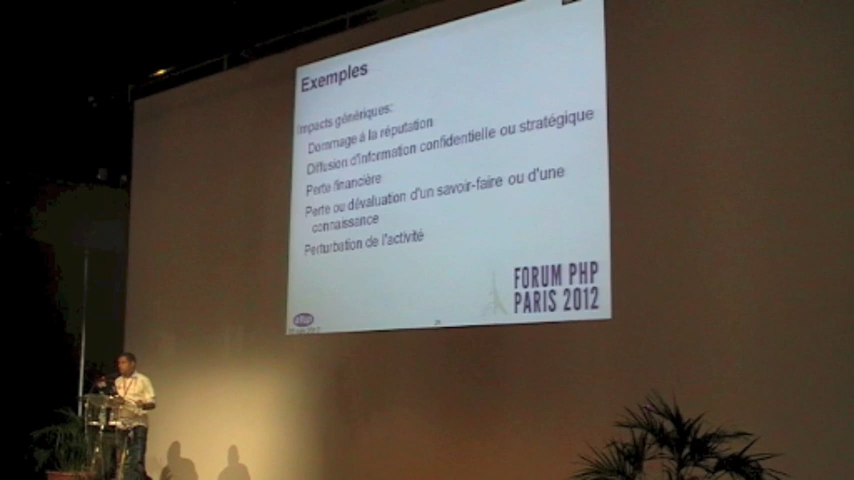 Exemples
Impacts génériques:
Dommage à la réputation
Diffusion d'information confidentielle ou stratégique
Perte financière
Perte ou dévaluation d'un savoir-faire ou d'une
connaissance
Perturbation de l'activité
FORUM PHP
PARIS 2012